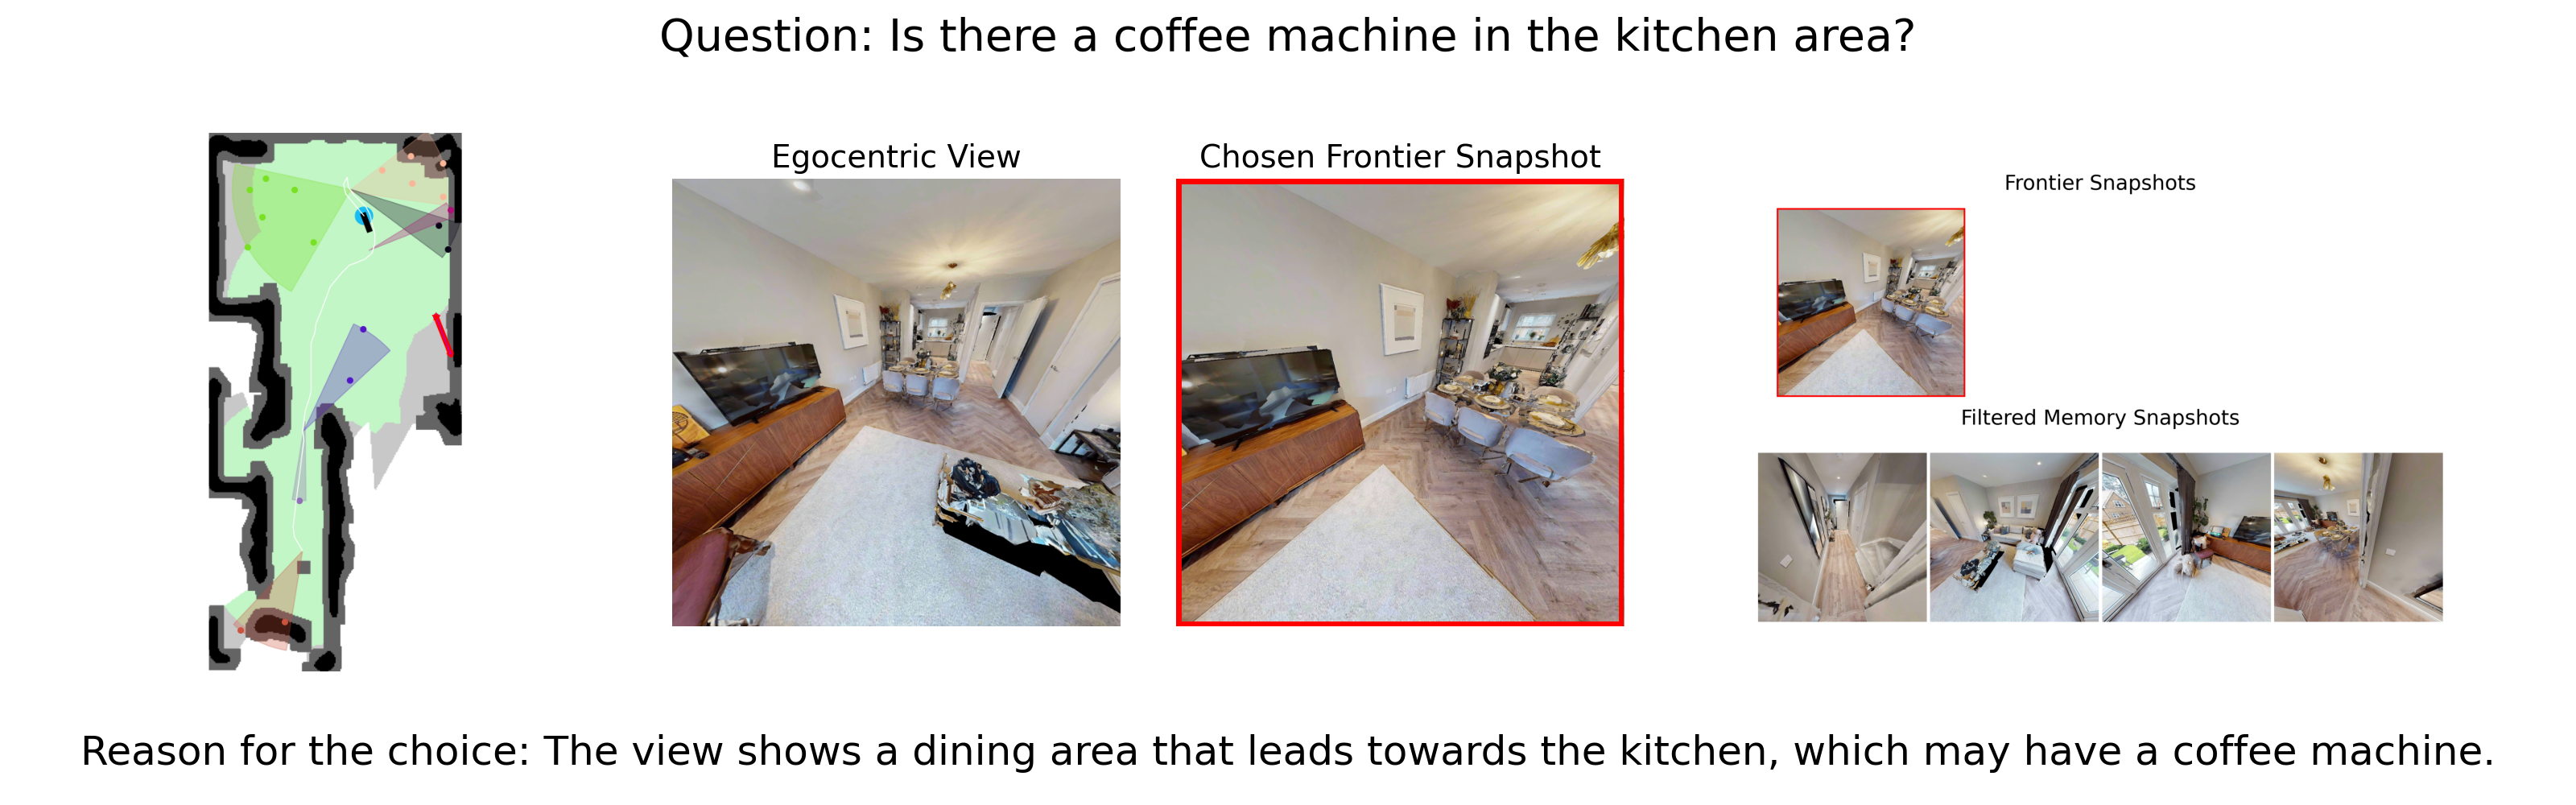 Question: Is there a coffee machine in the kitchen area?
Egocentric View
Chosen Frontier Snapshot
Frontier Snapshots
Filtered Memory Snapshots
Reason for the choice: The view shows a dining area that leads towards the kitchen, which may have a coffee machine.